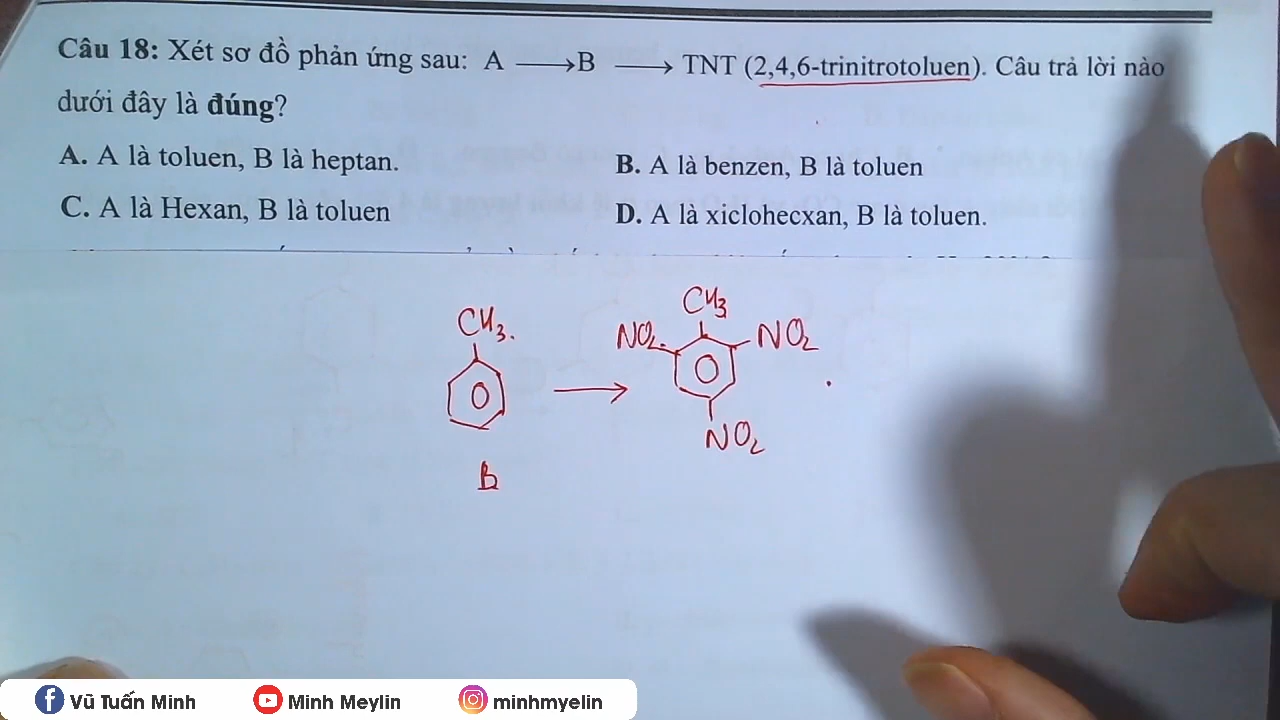 Câu 18: Xét sơ đồ phản ứng sau: A ⟶ B ⟶ TNT (2,4,6-trinitrotoluen). Câu trả lời nào
dưới đây là đúng?
A. A là toluen, B là heptan. B. A là benzen, B là toluen
C. A là Hexan, B là toluen D. A là xiclohecxan, B là toluen.
CH3.
CH3
NO2.
NO2
NO2
B
Vũ Tuấn Minh Minh Meylin minhmyelin